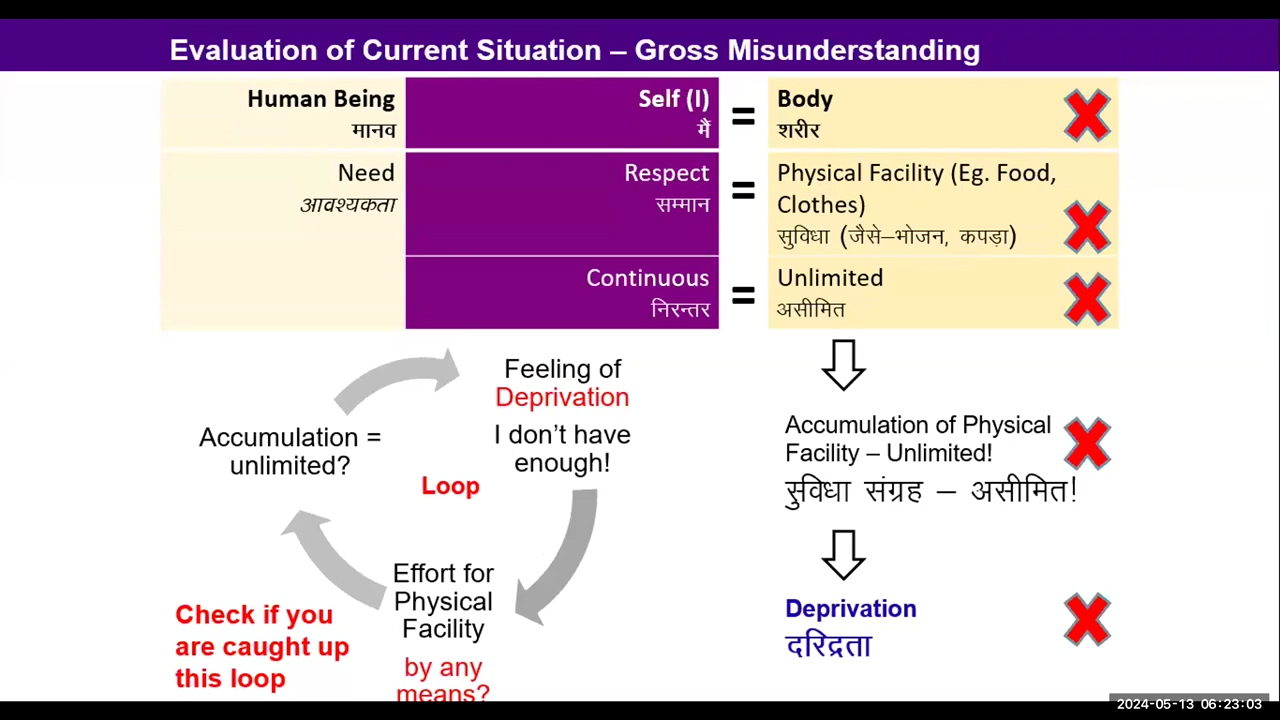 Evaluation of Current Situation – Gross Misunderstanding
Human Being
मानव
Self (I)
मैं
=
Body
शरीर
Need
आवश्यकता
Respect
सम्मान
=
Physical Facility (Eg. Food,
Clothes)
सुविधा (जैसे–भोजन, कपड़ा)
Continuous
निरन्तर
=
Unlimited
असीमित
Feeling of
Deprivation
I don’t have
enough!
Accumulation =
unlimited?
Loop
Effort for
Physical
Facility
by any
means?
Check if you
are caught up
this loop
Accumulation of Physical
Facility – Unlimited!
सुविधा संग्रह – असीमित!
Deprivation
दरिद्रता
2024-05-13 06:23:03